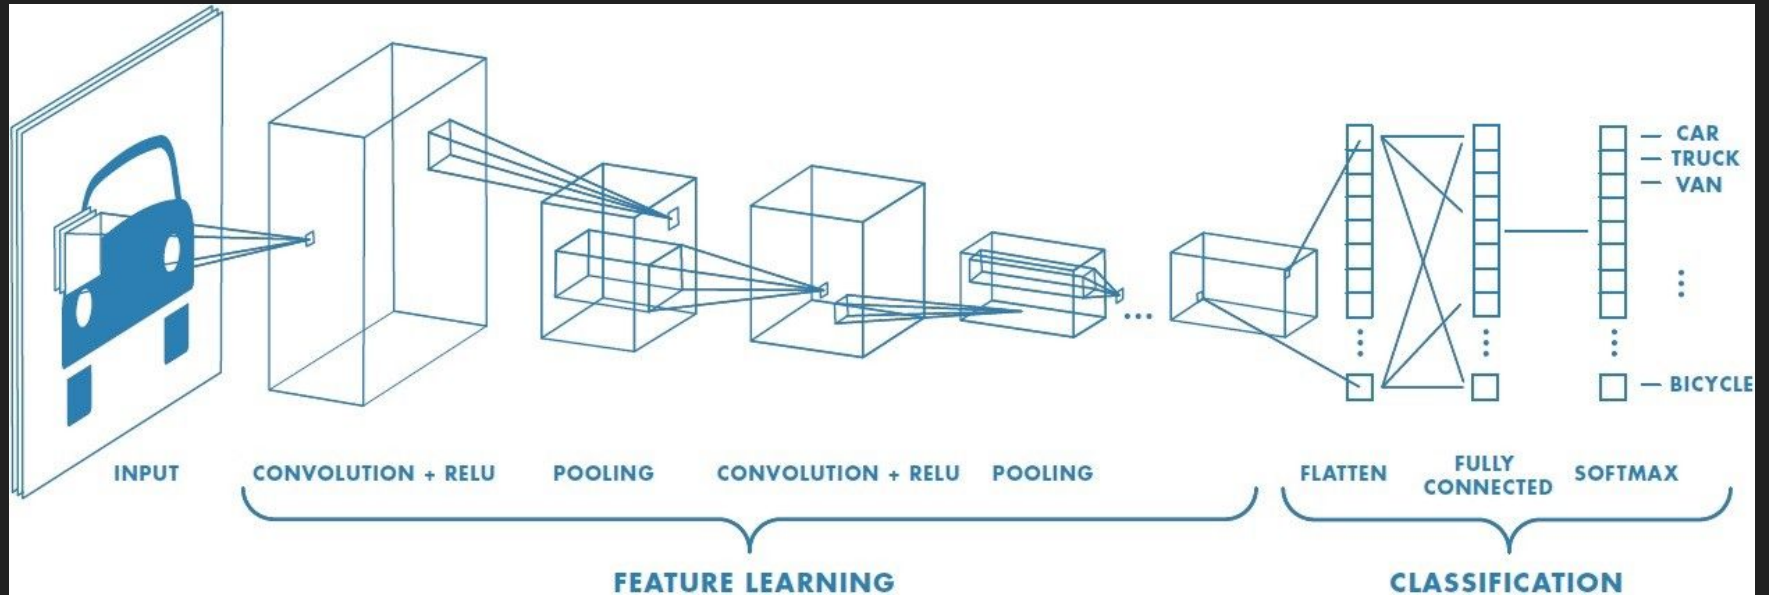 CAR
TRUCK
VAN
BICYCLE
INPUT
CONVOLUTION + RELU
POOLING
CONVOLUTION + RELU
POOLING
FLATTEN
FULLY
CONNECTED
SOFTMAX
FEATURE LEARNING
CLASSIFICATION